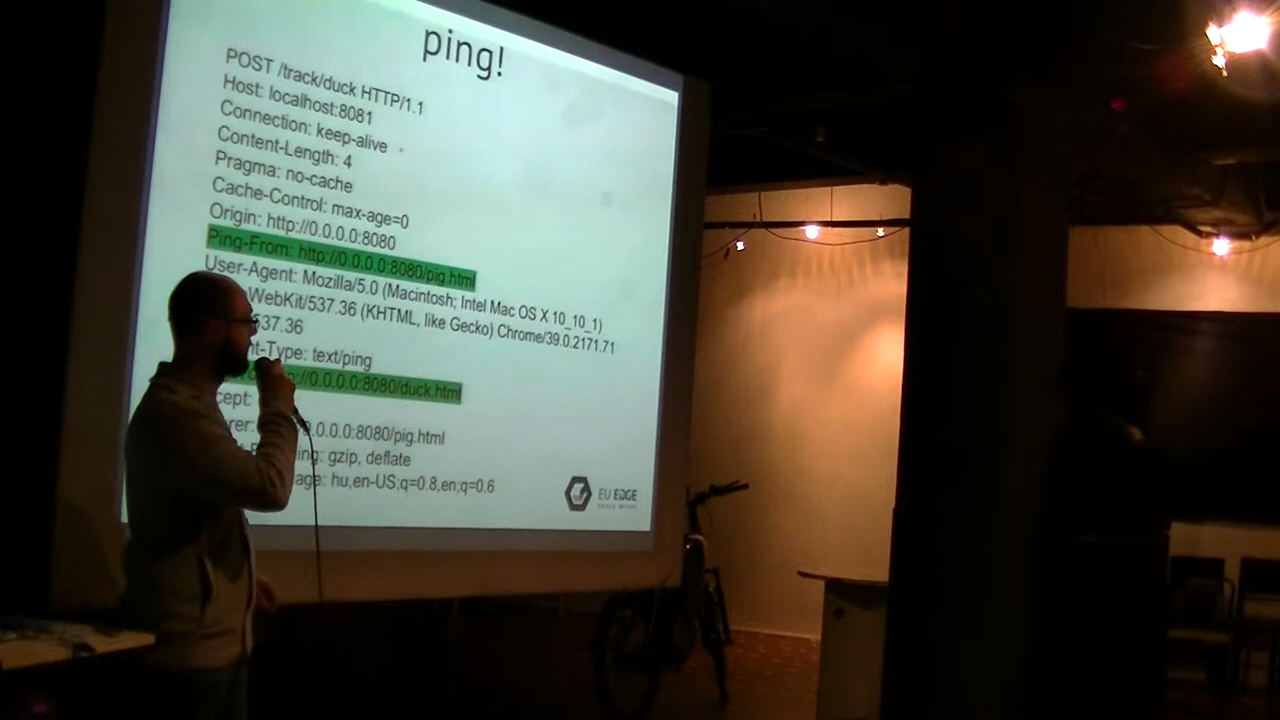 ping!
POST /track/duck HTTP/1.1
Host: localhost:8081
Connection: keep-alive
Content-Length: 4
Pragma: no-cache
Cache-Control: max-age=0
Origin: http://0.0.0.0:8080
Ping-From: http://0.0.0.0:8080/pig.html
User-Agent: Mozilla/5.0 (Macintosh; Intel Mac OS X 10_10_1)
WebKit/537.36 (KHTML, like Gecko) Chrome/39.0.2171.71
537.36
nt-Type: text/ping
://0.0.0.0:8080/duck.html
cept:
rer: 0.0.0:8080/pig.html
ing: gzip, deflate
age: hu,en-US;q=0.8,en;q=0.6
EU EDGE